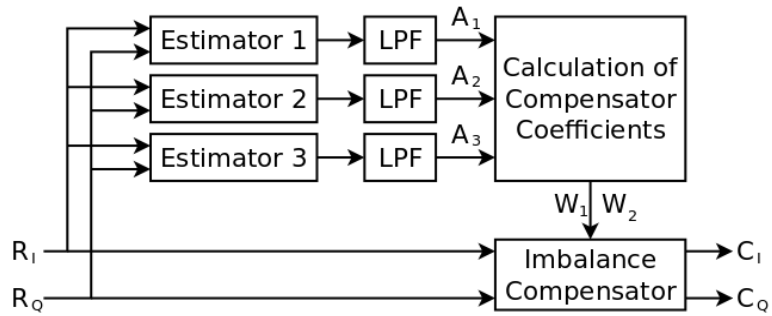 Estimator 1
LPF
A1
Estimator 2
LPF
A2
Estimator 3
LPF
A3
Calculation of
Compensator
Coefficients
W1 W2
RI
RQ
Imbalance
Compensator
CI
CQ